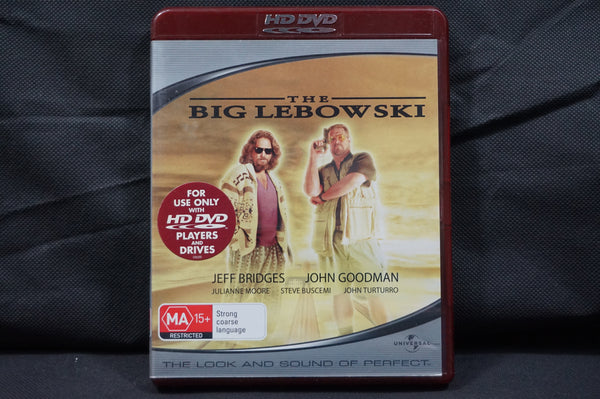 HD DVD
THE
BIG LEBOWSKI
FOR
USE ONLY
WITH
HD DVD
PLAYERS
AND
DRIVES
JEFF BRIDGES JOHN GOODMAN
JULIANNE MOORE STEVE BUSCEMI JOHN TURTURRO
MA 15+
RESTRICTED
Strong
coarse
language
UNIVERSAL
THE LOOK AND SOUND OF PERFECT.